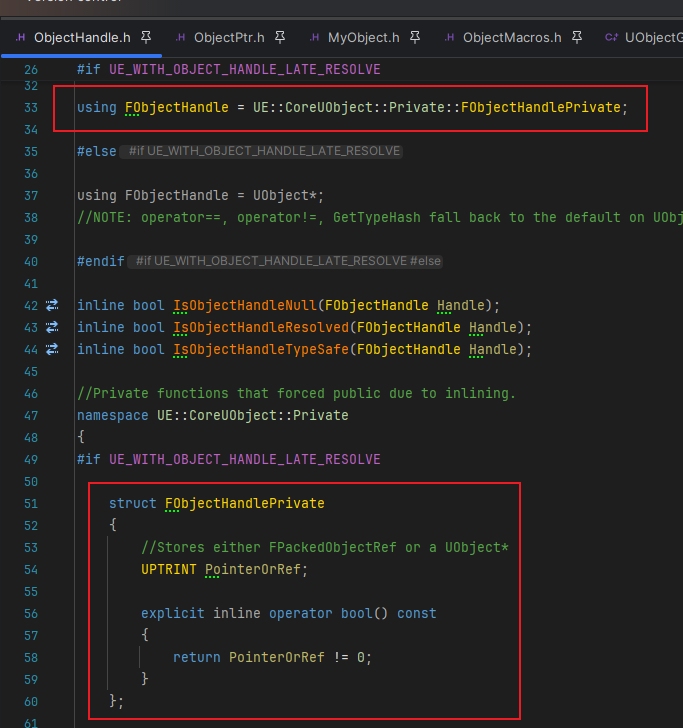 ObjectHandle.h ObjectPtr.h MyObject.h ObjectMacros.h UObjectG
26 #if UE_WITH_OBJECT_HANDLE_LATE_RESOLVE
32
33 using FObjectHandle = UE::CoreUObject::Private::FObjectHandlePrivate;
34
35 #else #if UE_WITH_OBJECT_HANDLE_LATE_RESOLVE
36
37 using FObjectHandle = UObject*;
38 //NOTE: operator==, operator!=, GetTypeHash fall back to the default on UObj
39
40 #endif #if UE_WITH_OBJECT_HANDLE_LATE_RESOLVE #else
41
42 inline bool IsObjectHandleNull(FObjectHandle Handle);
43 inline bool IsObjectHandleResolved(FObjectHandle Handle);
44 inline bool IsObjectHandleTypeSafe(FObjectHandle Handle);
45
46 //Private functions that forced public due to inlining.
47 namespace UE::CoreUObject::Private
48 {
49 #if UE_WITH_OBJECT_HANDLE_LATE_RESOLVE
50
51 struct FObjectHandlePrivate
52 {
53 //Stores either FPackedObjectRef or a UObject*
54 UPTRINT PointerOrRef;
55
56 explicit inline operator bool() const
57 {
58 return PointerOrRef != 0;
59 }
60 };
61